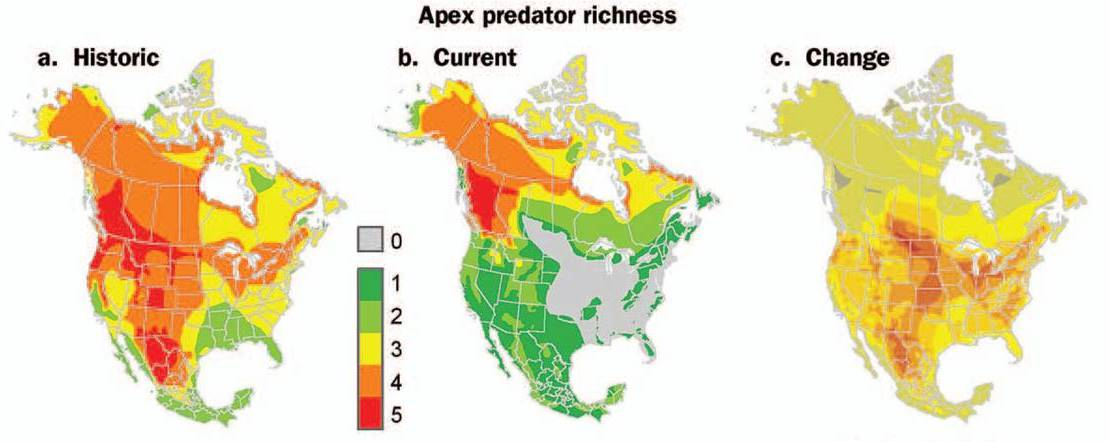 Apex predator richness
a. Historic
b. Current
c. Change
0
1
2
3
4
5